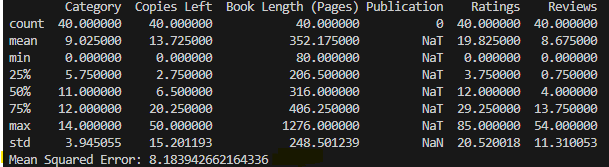 Category Copies Left Book Length (Pages) Publication Ratings Reviews
count 40.000000 40.000000 40.000000 0 40.000000 40.000000
mean 9.025000 13.725000 352.175000 NaT 19.825000 8.675000
min 0.000000 0.000000 80.000000 NaT 0.000000 0.000000
25% 5.750000 2.750000 206.500000 NaT 3.750000 0.750000
50% 11.000000 6.500000 316.000000 NaT 12.000000 4.000000
75% 12.000000 20.250000 406.250000 NaT 29.250000 13.750000
max 14.000000 50.000000 1276.000000 NaT 85.000000 54.000000
std 3.945055 15.201193 248.501239 NaN 20.520018 11.310053
Mean Squared Error: 8.183942662164336